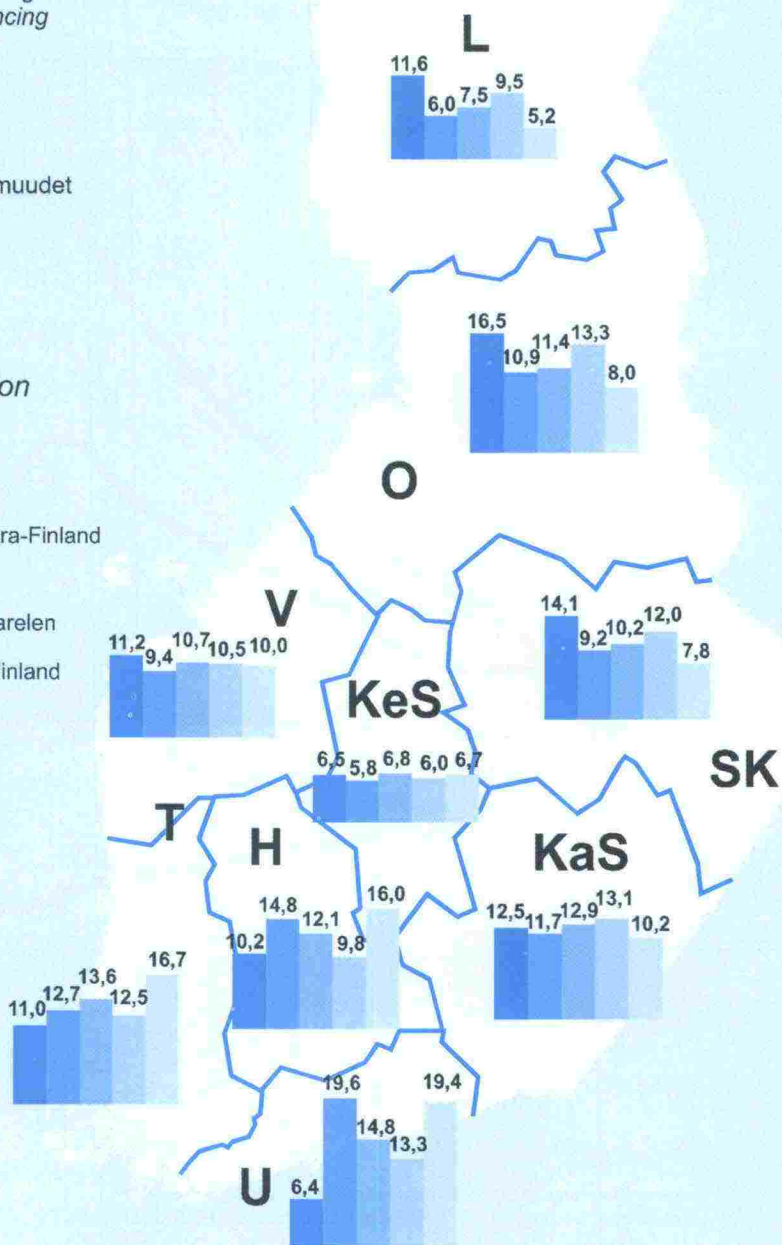 L
11,6 6,0 7,5 9,5 5,2
16,5 10,9 11,4 13,3 8,0
O
ra-Finland
V
arelen
inland
11,2 9,4 10,7 10,5 10,0
14,1 9,2 10,2 12,0 7,8
KeS
6,5 5,8 6,8 6,0 6,7
SK
T
H
KaS
10,2 14,8 12,1 9,8 16,0
12,5 11,7 12,9 13,1 10,2
11,0 12,7 13,6 12,5 16,7
U
6,4 19,6 14,8 13,3 19,4
ncing
muudet
on